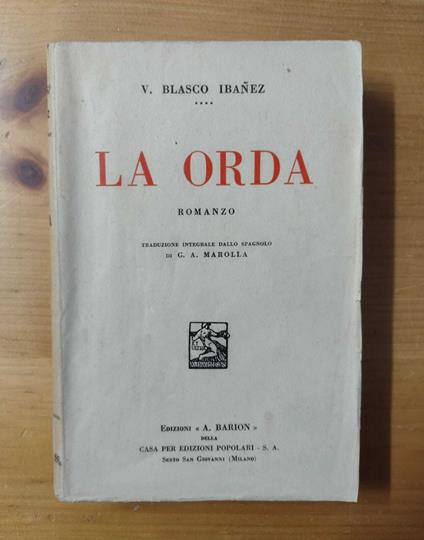 V. BLASCO IBAÑEZ
****
LA ORDA
ROMANZO
TRADUZIONE INTEGRALE DALLO SPAGNOLO
DI G. A. MAROLLA
EDIZIONI « A. BARION »
DELLA
CASA PER EDIZIONI POPOLARI - S. A.
SESTO SAN GIOVANNI (MILANO)